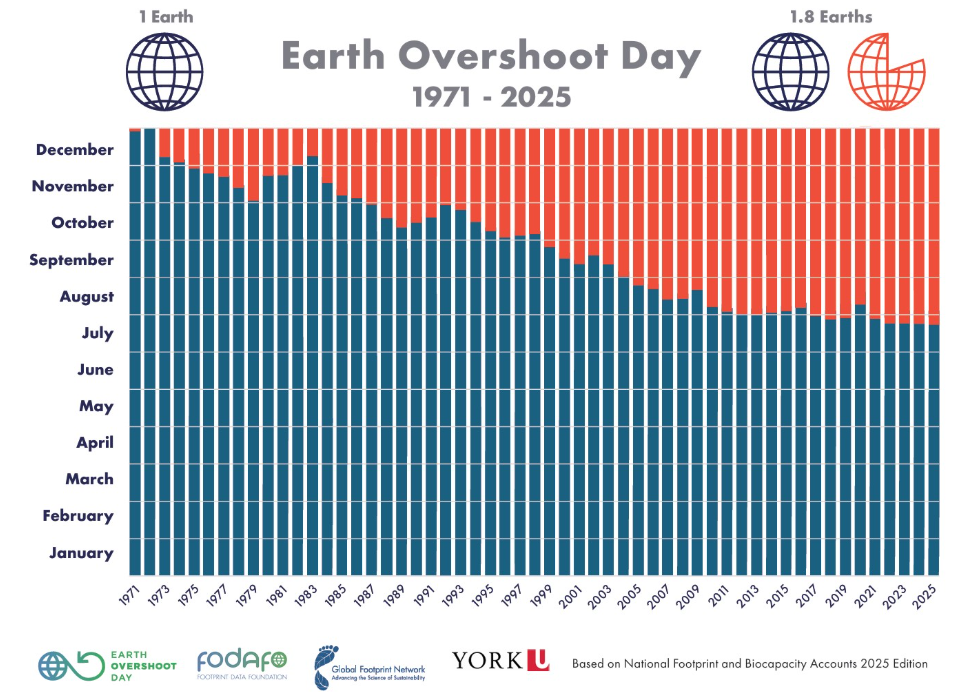 1 Earth
1.8 Earths
Earth Overshoot Day
1971 - 2025
December
November
October
September
August
July
June
May
April
March
February
January
1971
1973
1975
1977
1979
1981
1983
1985
1987
1989
1991
1993
1995
1997
1999
2001
2003
2005
2007
2009
2011
2013
2015
2017
2019
2021
2023
2025
EARTH
OVERSHOOT
DAY
FODAFO
FOOTPRINT DATA FOUNDATION
Global Footprint Network
Advancing the Science of Sustainability
YORK U
Based on National Footprint and Biocapacity Accounts 2025 Edition